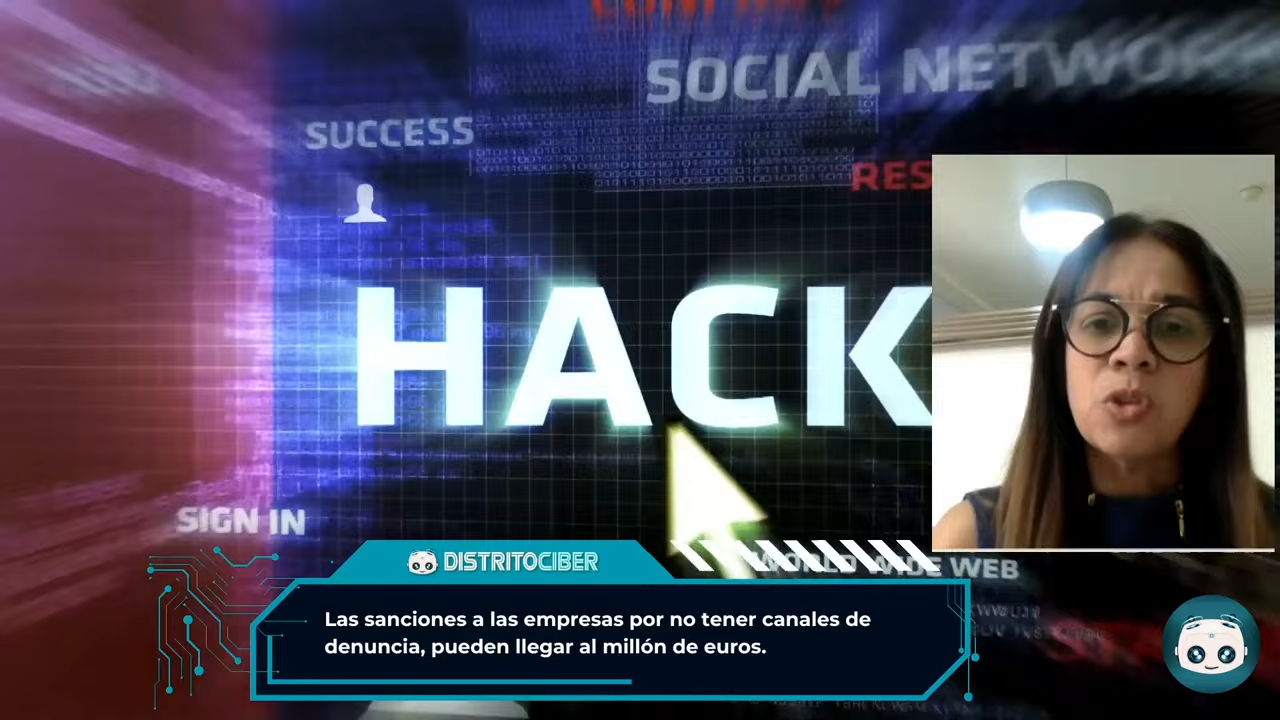 SOCIAL NETWORK
SUCCESS
RES
HACK
SIGN IN
DISTRITOCIBER
WORLD WIDE WEB
Las sanciones a las empresas por no tener canales de
denuncia, pueden llegar al millón de euros.